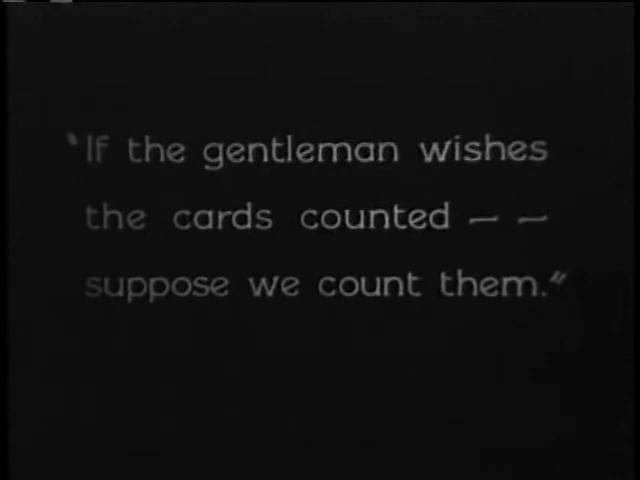 "If the gentleman wishes
the cards counted — —
suppose we count them."